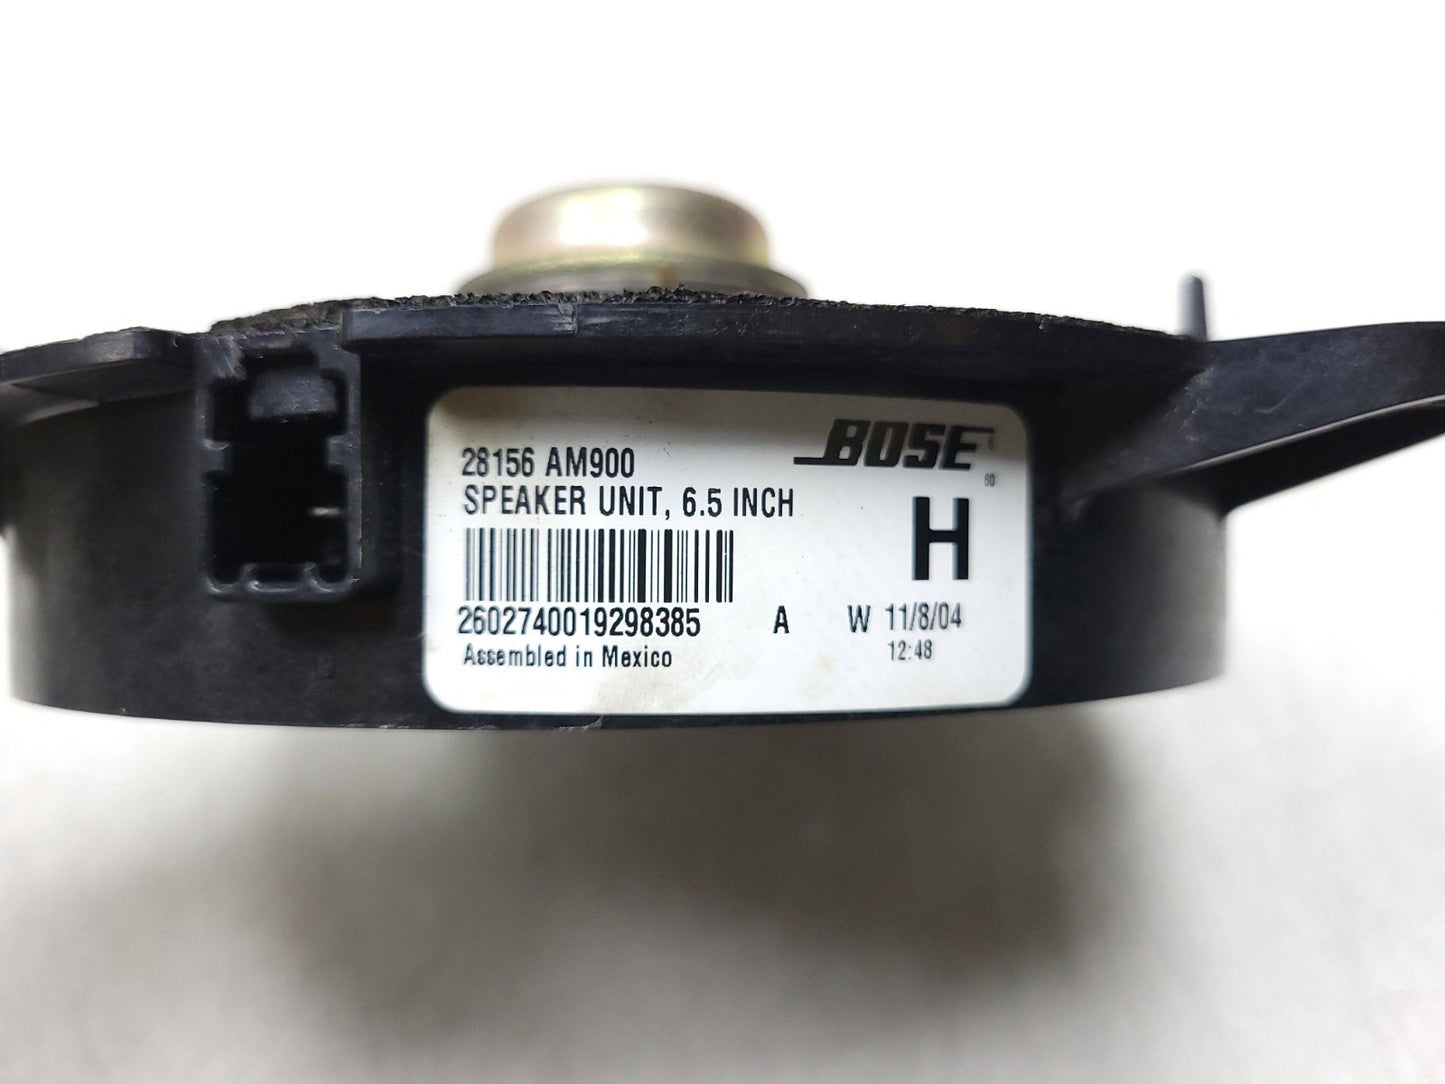 BOSE
28156 AM900
SPEAKER UNIT, 6.5 INCH
H
2602740019298385 A W 11/8/04
Assembled in Mexico 12:48